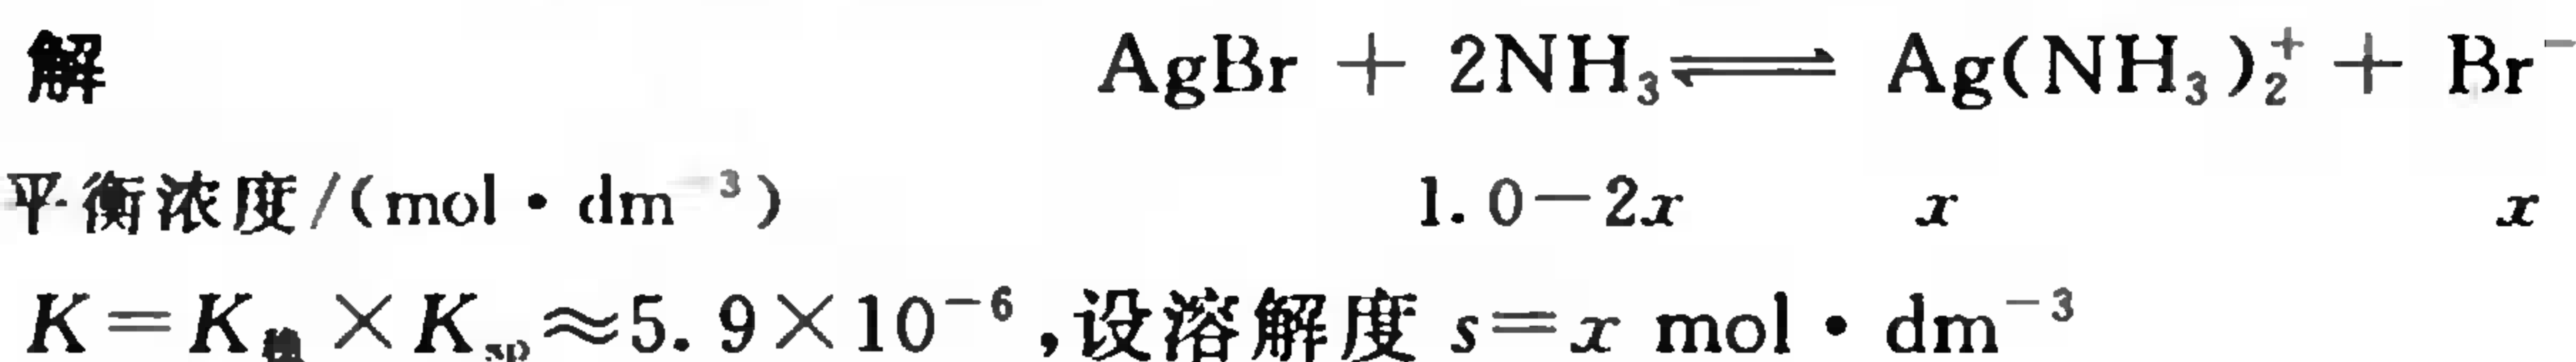 解 AgBr + 2NH₃ ⇌ Ag(NH₃)₂⁺ + Br⁻
平衡浓度/(mol·dm⁻³) 1.0−2x x x
K=K稳×Ksp≈5.9×10⁻⁶,设溶解度 s=x mol·dm⁻³